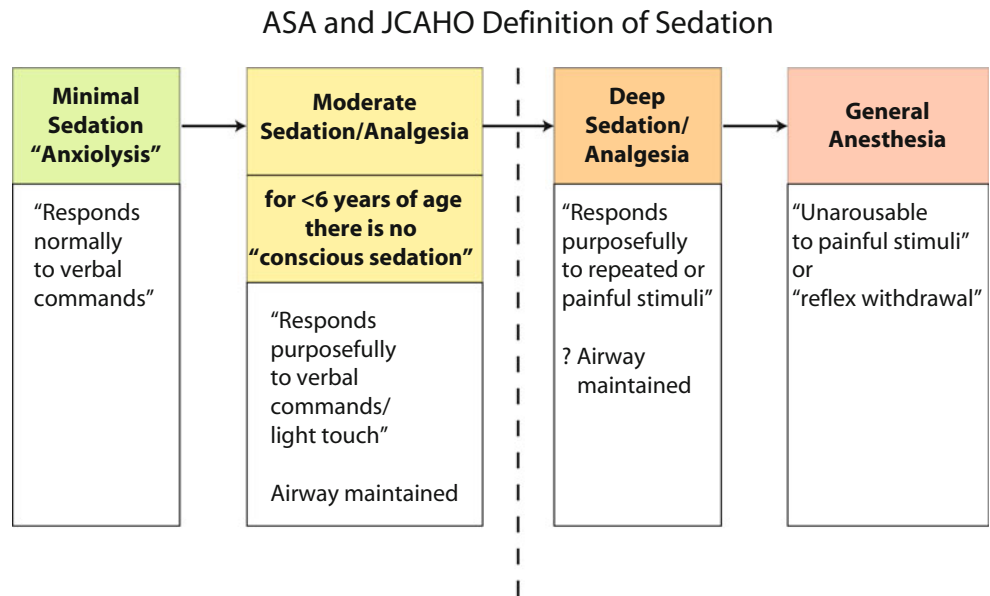 ASA and JCAHO Definition of Sedation
Minimal
Sedation
“Anxiolysis”
“Responds
normally
to verbal
commands”
Moderate
Sedation/Analgesia
for <6 years of age
there is no
“conscious sedation”
“Responds
purposefully
to verbal
commands/
light touch”
Airway maintained
Deep
Sedation/
Analgesia
“Responds
purposefully
to repeated or
painful stimuli”
? Airway
maintained
General
Anesthesia
“Unarousable
to painful stimuli”
or
“reflex withdrawal”